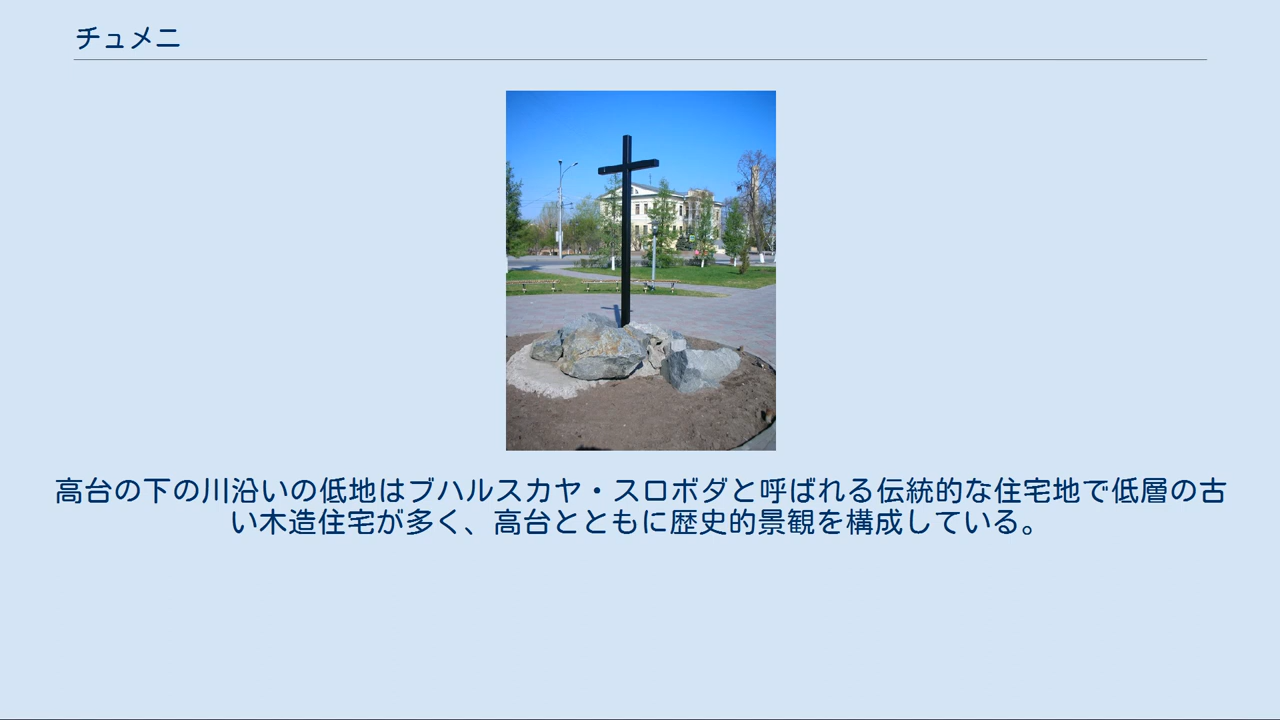 チュメニ
高台の下の川沿いの低地はブハルスカヤ・スロボダと呼ばれる伝統的な住宅地で低層の古
い木造住宅が多く、高台とともに歴史的景観を構成している。